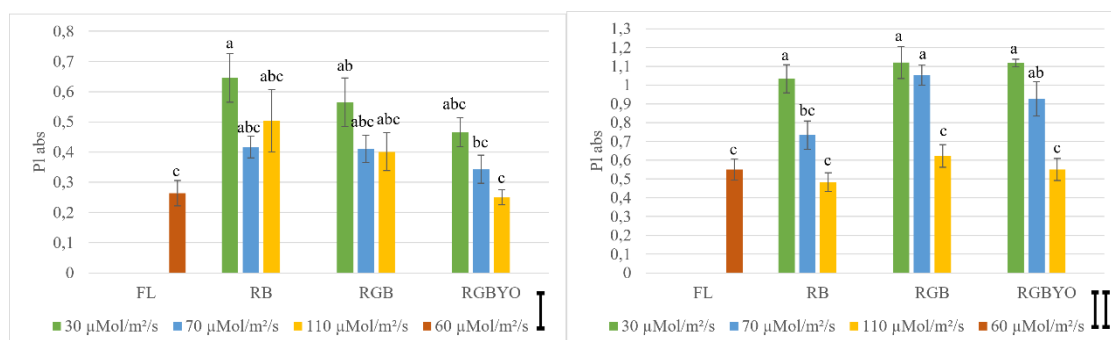 0,8
0,7
0,6
0,5
0,4
0,3
0,2
0,1
0
PI abs
c
a
abc
abc
ab
abc
abc
abc
bc
c
FL RB RGB RGBYO
30 µMol/m²/s 70 µMol/m²/s 110 µMol/m²/s 60 µMol/m²/s
I
1,3
1,2
1,1
1
0,9
0,8
0,7
0,6
0,5
0,4
0,3
0,2
0,1
0
PI abs
c
a
bc
c
a
a
c
a
ab
c
FL RB RGB RGBYO
30 µMol/m²/s 70 µMol/m²/s 110 µMol/m²/s 60 µMol/m²/s
II